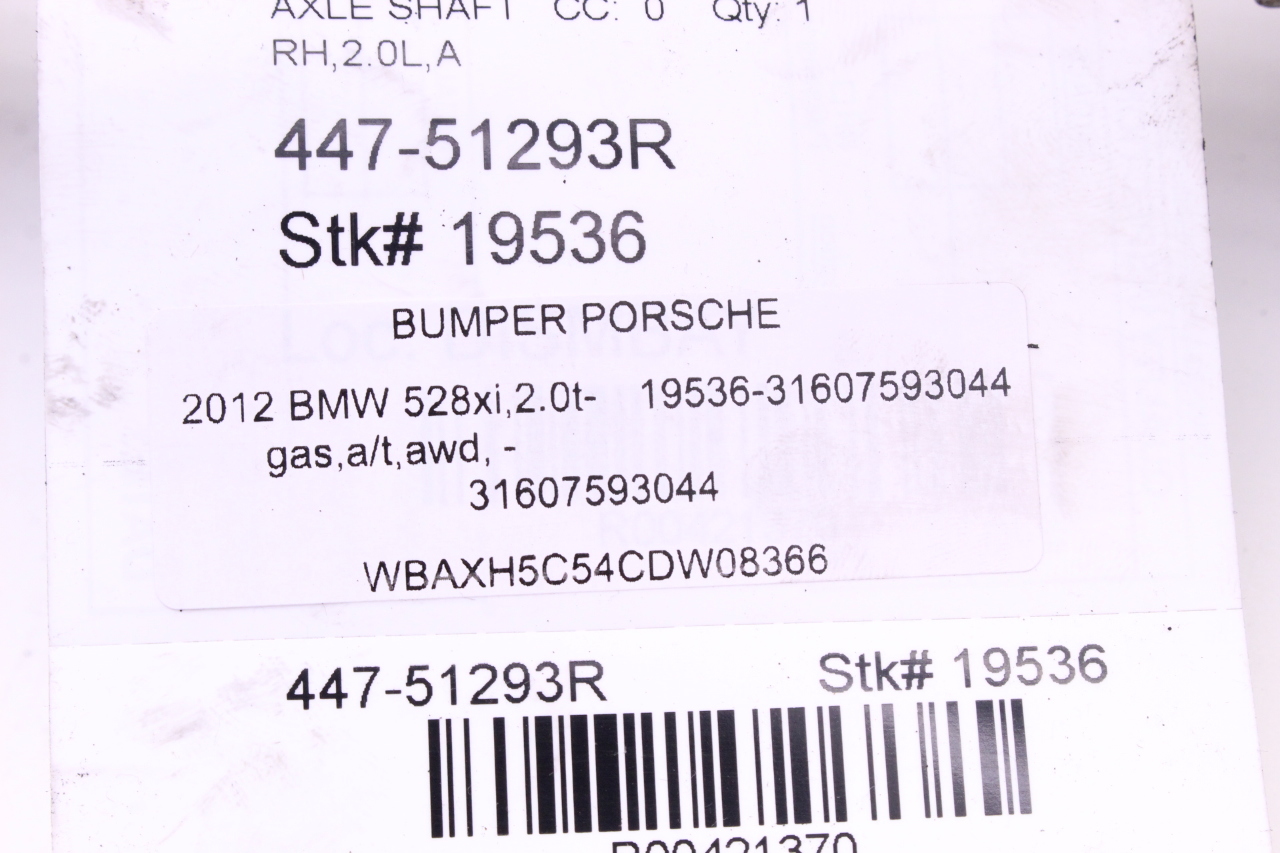 AXLE SHAFT CC: 0 Qty: 1
RH,2.0L,A
447-51293R
Stk# 19536
BUMPER PORSCHE
2012 BMW 528xi,2.0t- 19536-31607593044
gas,a/t,awd, -
31607593044
WBAXH5C54CDW08366
447-51293R Stk# 19536
R00421370